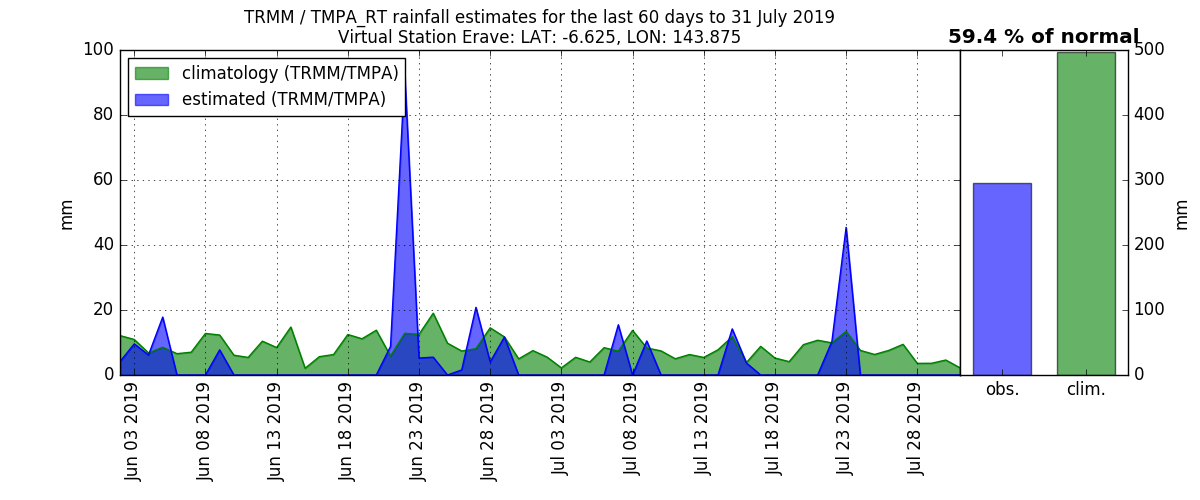 TRMM / TMPA_RT rainfall estimates for the last 60 days to 31 July 2019
Virtual Station Erave: LAT: -6.625, LON: 143.875
59.4 % of normal
climatology (TRMM/TMPA)
estimated (TRMM/TMPA)
mm
100
80
60
40
20
0
Jun 03 2019
Jun 08 2019
Jun 13 2019
Jun 18 2019
Jun 23 2019
Jun 28 2019
Jul 03 2019
Jul 08 2019
Jul 13 2019
Jul 18 2019
Jul 23 2019
Jul 28 2019
obs.
clim.
500
400
300
200
100
0
mm